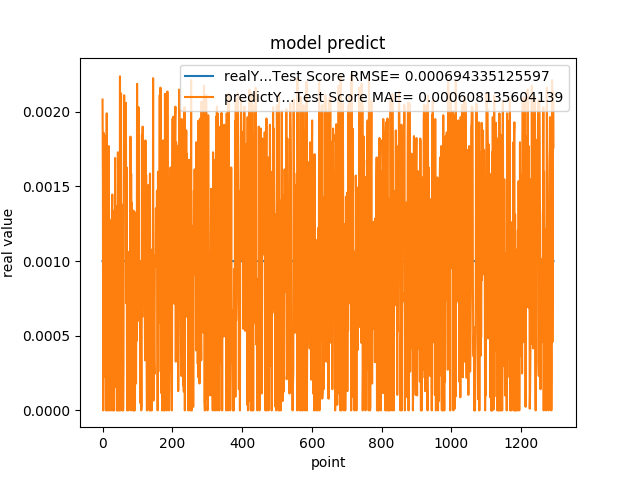 model predict
realY...Test Score RMSE= 0.000694335125597
predictY...Test Score MAE= 0.000608135604139
0.0020
0.0015
0.0010
0.0005
0.0000
real value
0 200 400 600 800 1000 1200
point